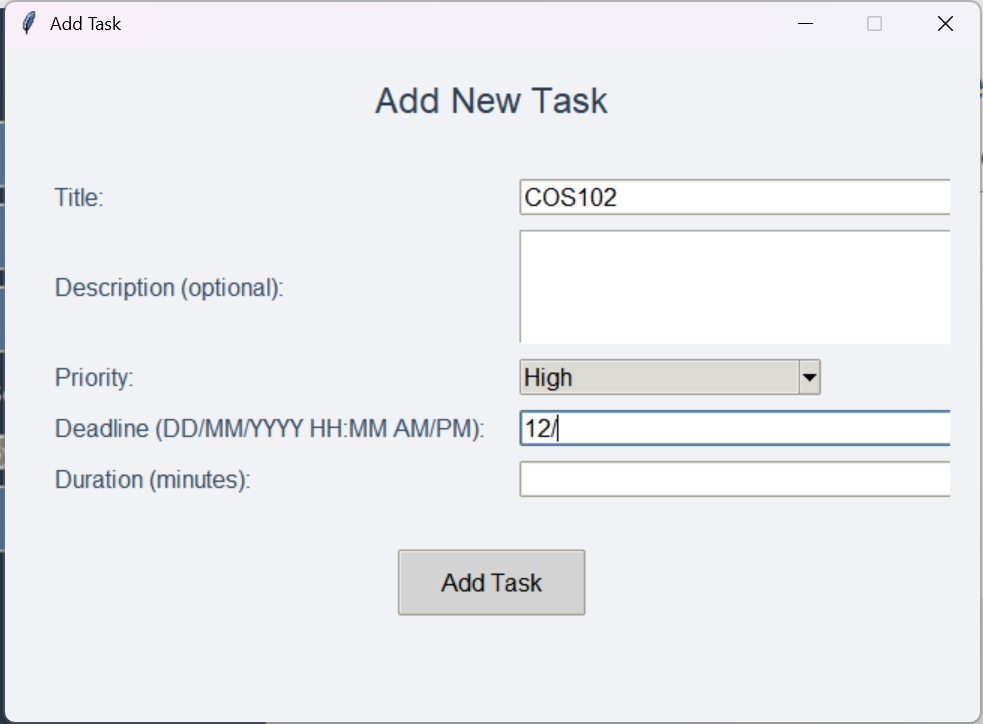 Add Task
Add New Task
Title: COS102
Description (optional):
Priority: High
Deadline (DD/MM/YYYY HH:MM AM/PM): 12/
Duration (minutes):
Add Task